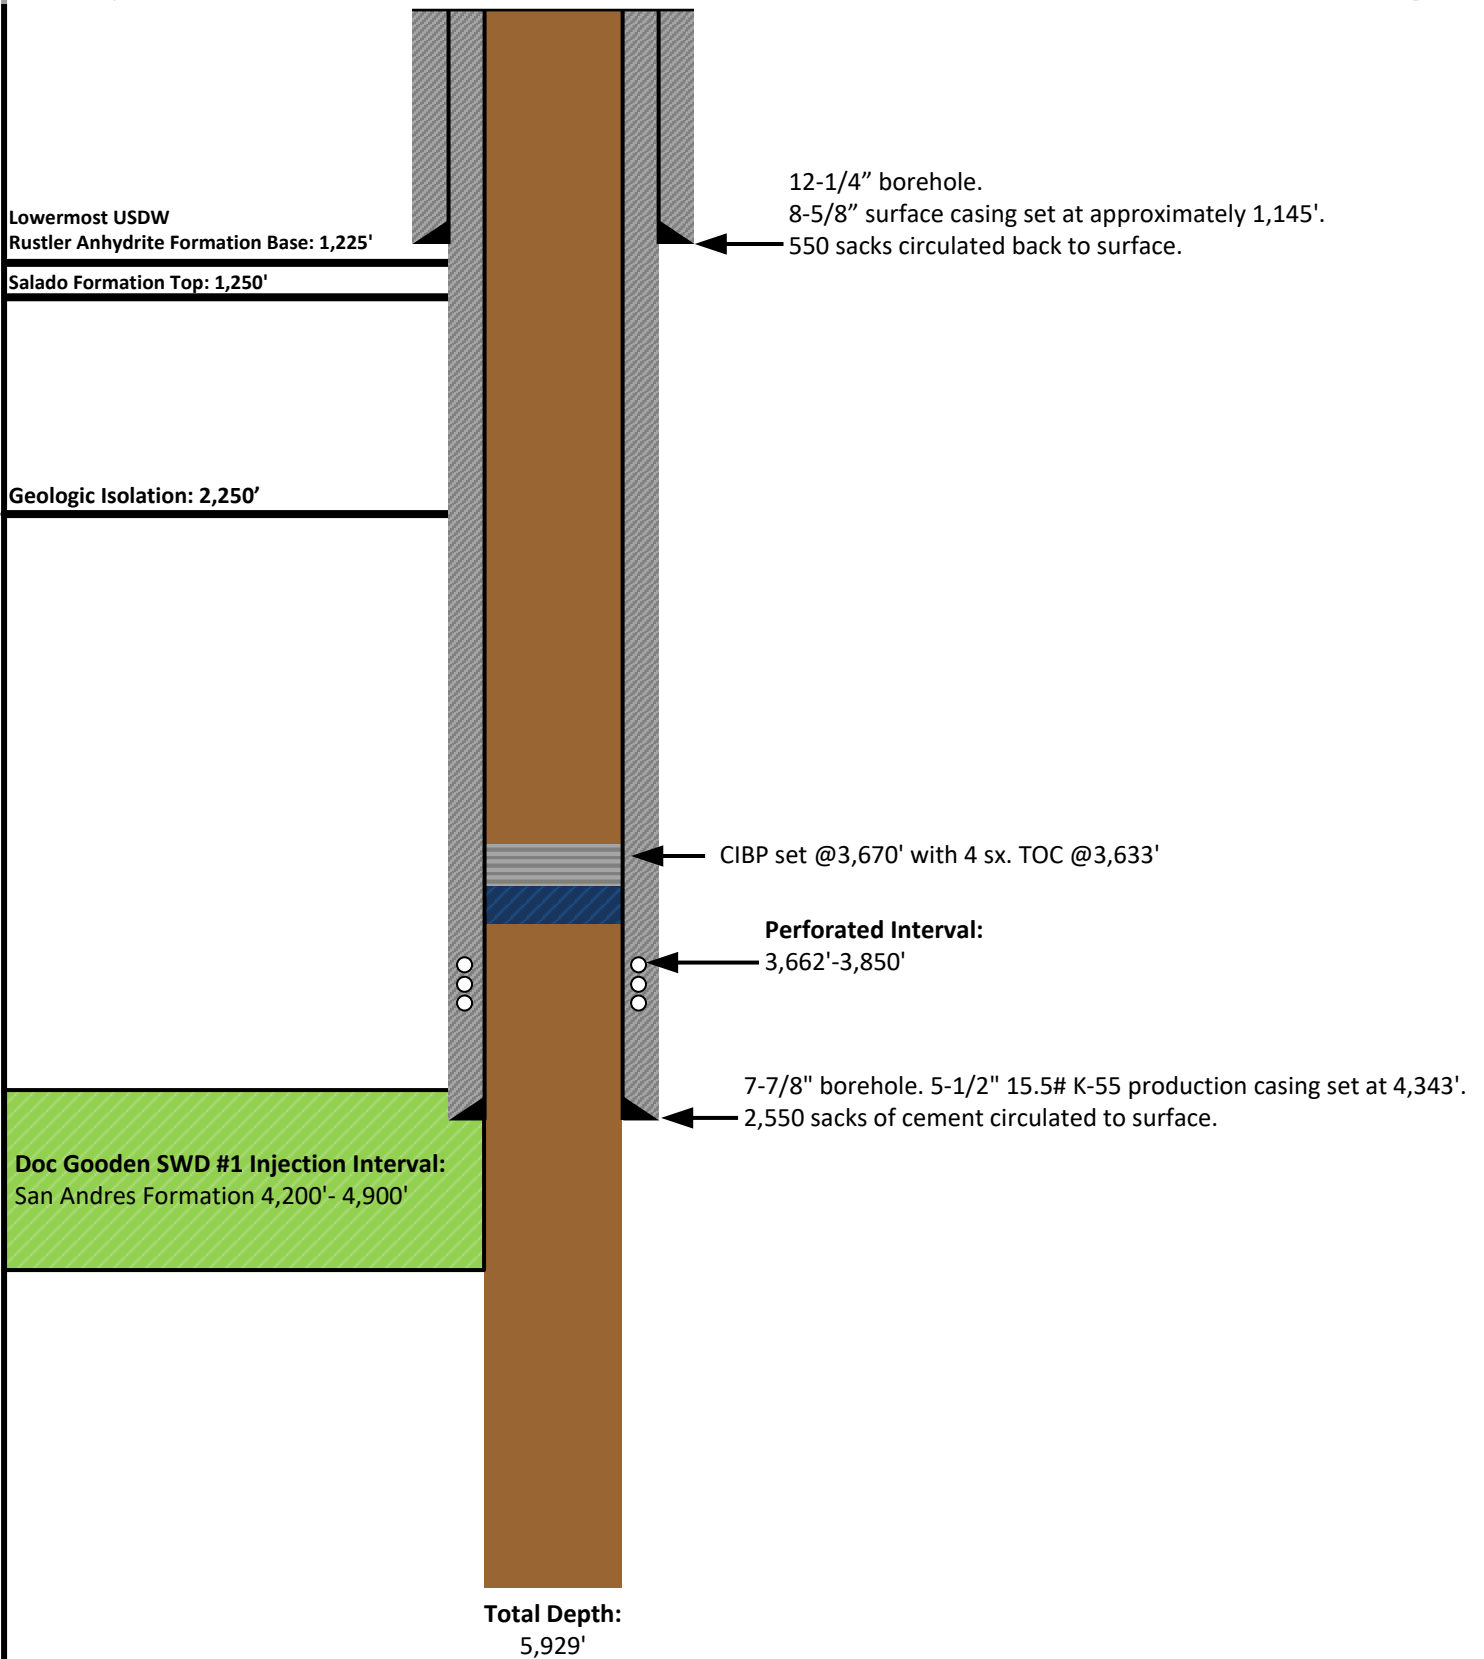 12-1/4” borehole.
8-5/8” surface casing set at approximately 1,145'.
550 sacks circulated back to surface.
Lowermost USDW
Rustler Anhydrite Formation Base: 1,225'
Salado Formation Top: 1,250'
Geologic Isolation: 2,250’
CIBP set @3,670' with 4 sx. TOC @3,633'
Perforated Interval:
3,662'-3,850'
7-7/8" borehole. 5-1/2" 15.5# K-55 production casing set at 4,343'.
2,550 sacks of cement circulated to surface.
Doc Gooden SWD #1 Injection Interval:
San Andres Formation 4,200'- 4,900'
Total Depth:
5,929'